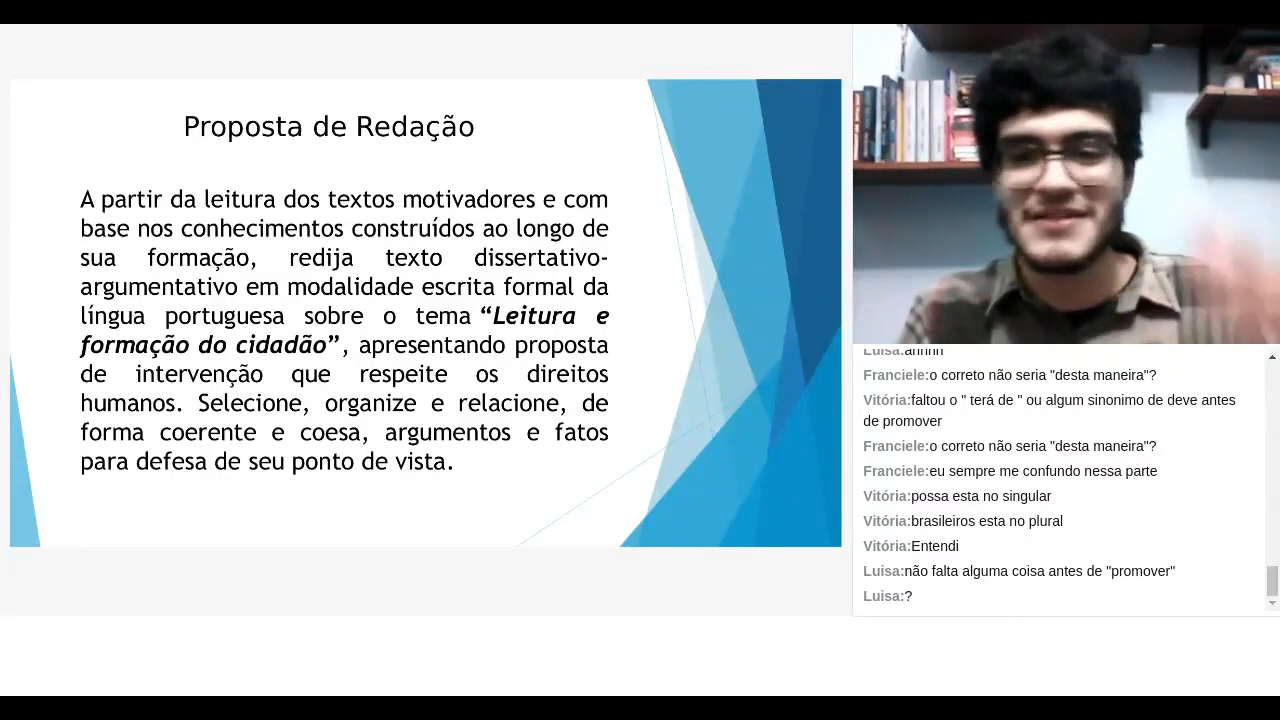 Proposta de Redação
A partir da leitura dos textos motivadores e com
base nos conhecimentos construídos ao longo de
sua formação, redija texto dissertativo-
argumentativo em modalidade escrita formal da
língua portuguesa sobre o tema “Leitura e
formação do cidadão”, apresentando proposta
de intervenção que respeite os direitos
humanos. Selecione, organize e relacione, de
forma coerente e coesa, argumentos e fatos
para defesa de seu ponto de vista.
Luisa:ahhhh
Franciele:o correto não seria "desta maneira"?
Vitória:faltou o " terá de " ou algum sinonimo de deve antes
de promover
Franciele:o correto não seria "desta maneira"?
Franciele:eu sempre me confundo nessa parte
Vitória:possa esta no singular
Vitória:brasileiros esta no plural
Vitória:Entendi
Luisa:não falta alguma coisa antes de "promover"
Luisa:?